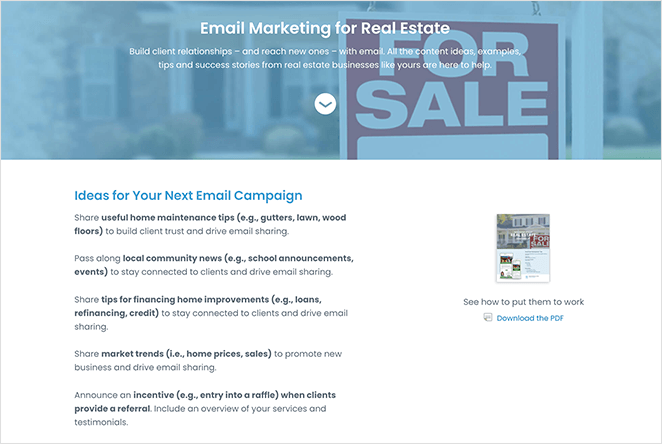 Email Marketing for Real Estate
Build client relationships – and reach new ones – with email. All the content ideas, examples,
tips and success stories from real estate businesses like yours are here to help.
FOR
SALE
Ideas for Your Next Email Campaign
Share useful home maintenance tips (e.g., gutters, lawn, wood
floors) to build client trust and drive email sharing.
Pass along local community news (e.g., school announcements,
events) to stay connected to clients and drive email sharing.
Share tips for financing home improvements (e.g., loans,
refinancing, credit) to stay connected to clients and drive email
sharing.
Share market trends (i.e., home prices, sales) to promote new
business and drive email sharing.
Announce an incentive (e.g., entry into a raffle) when clients
provide a referral. Include an overview of your services and
testimonials.
FOR
SALE
See how to put them to work
Download the PDF